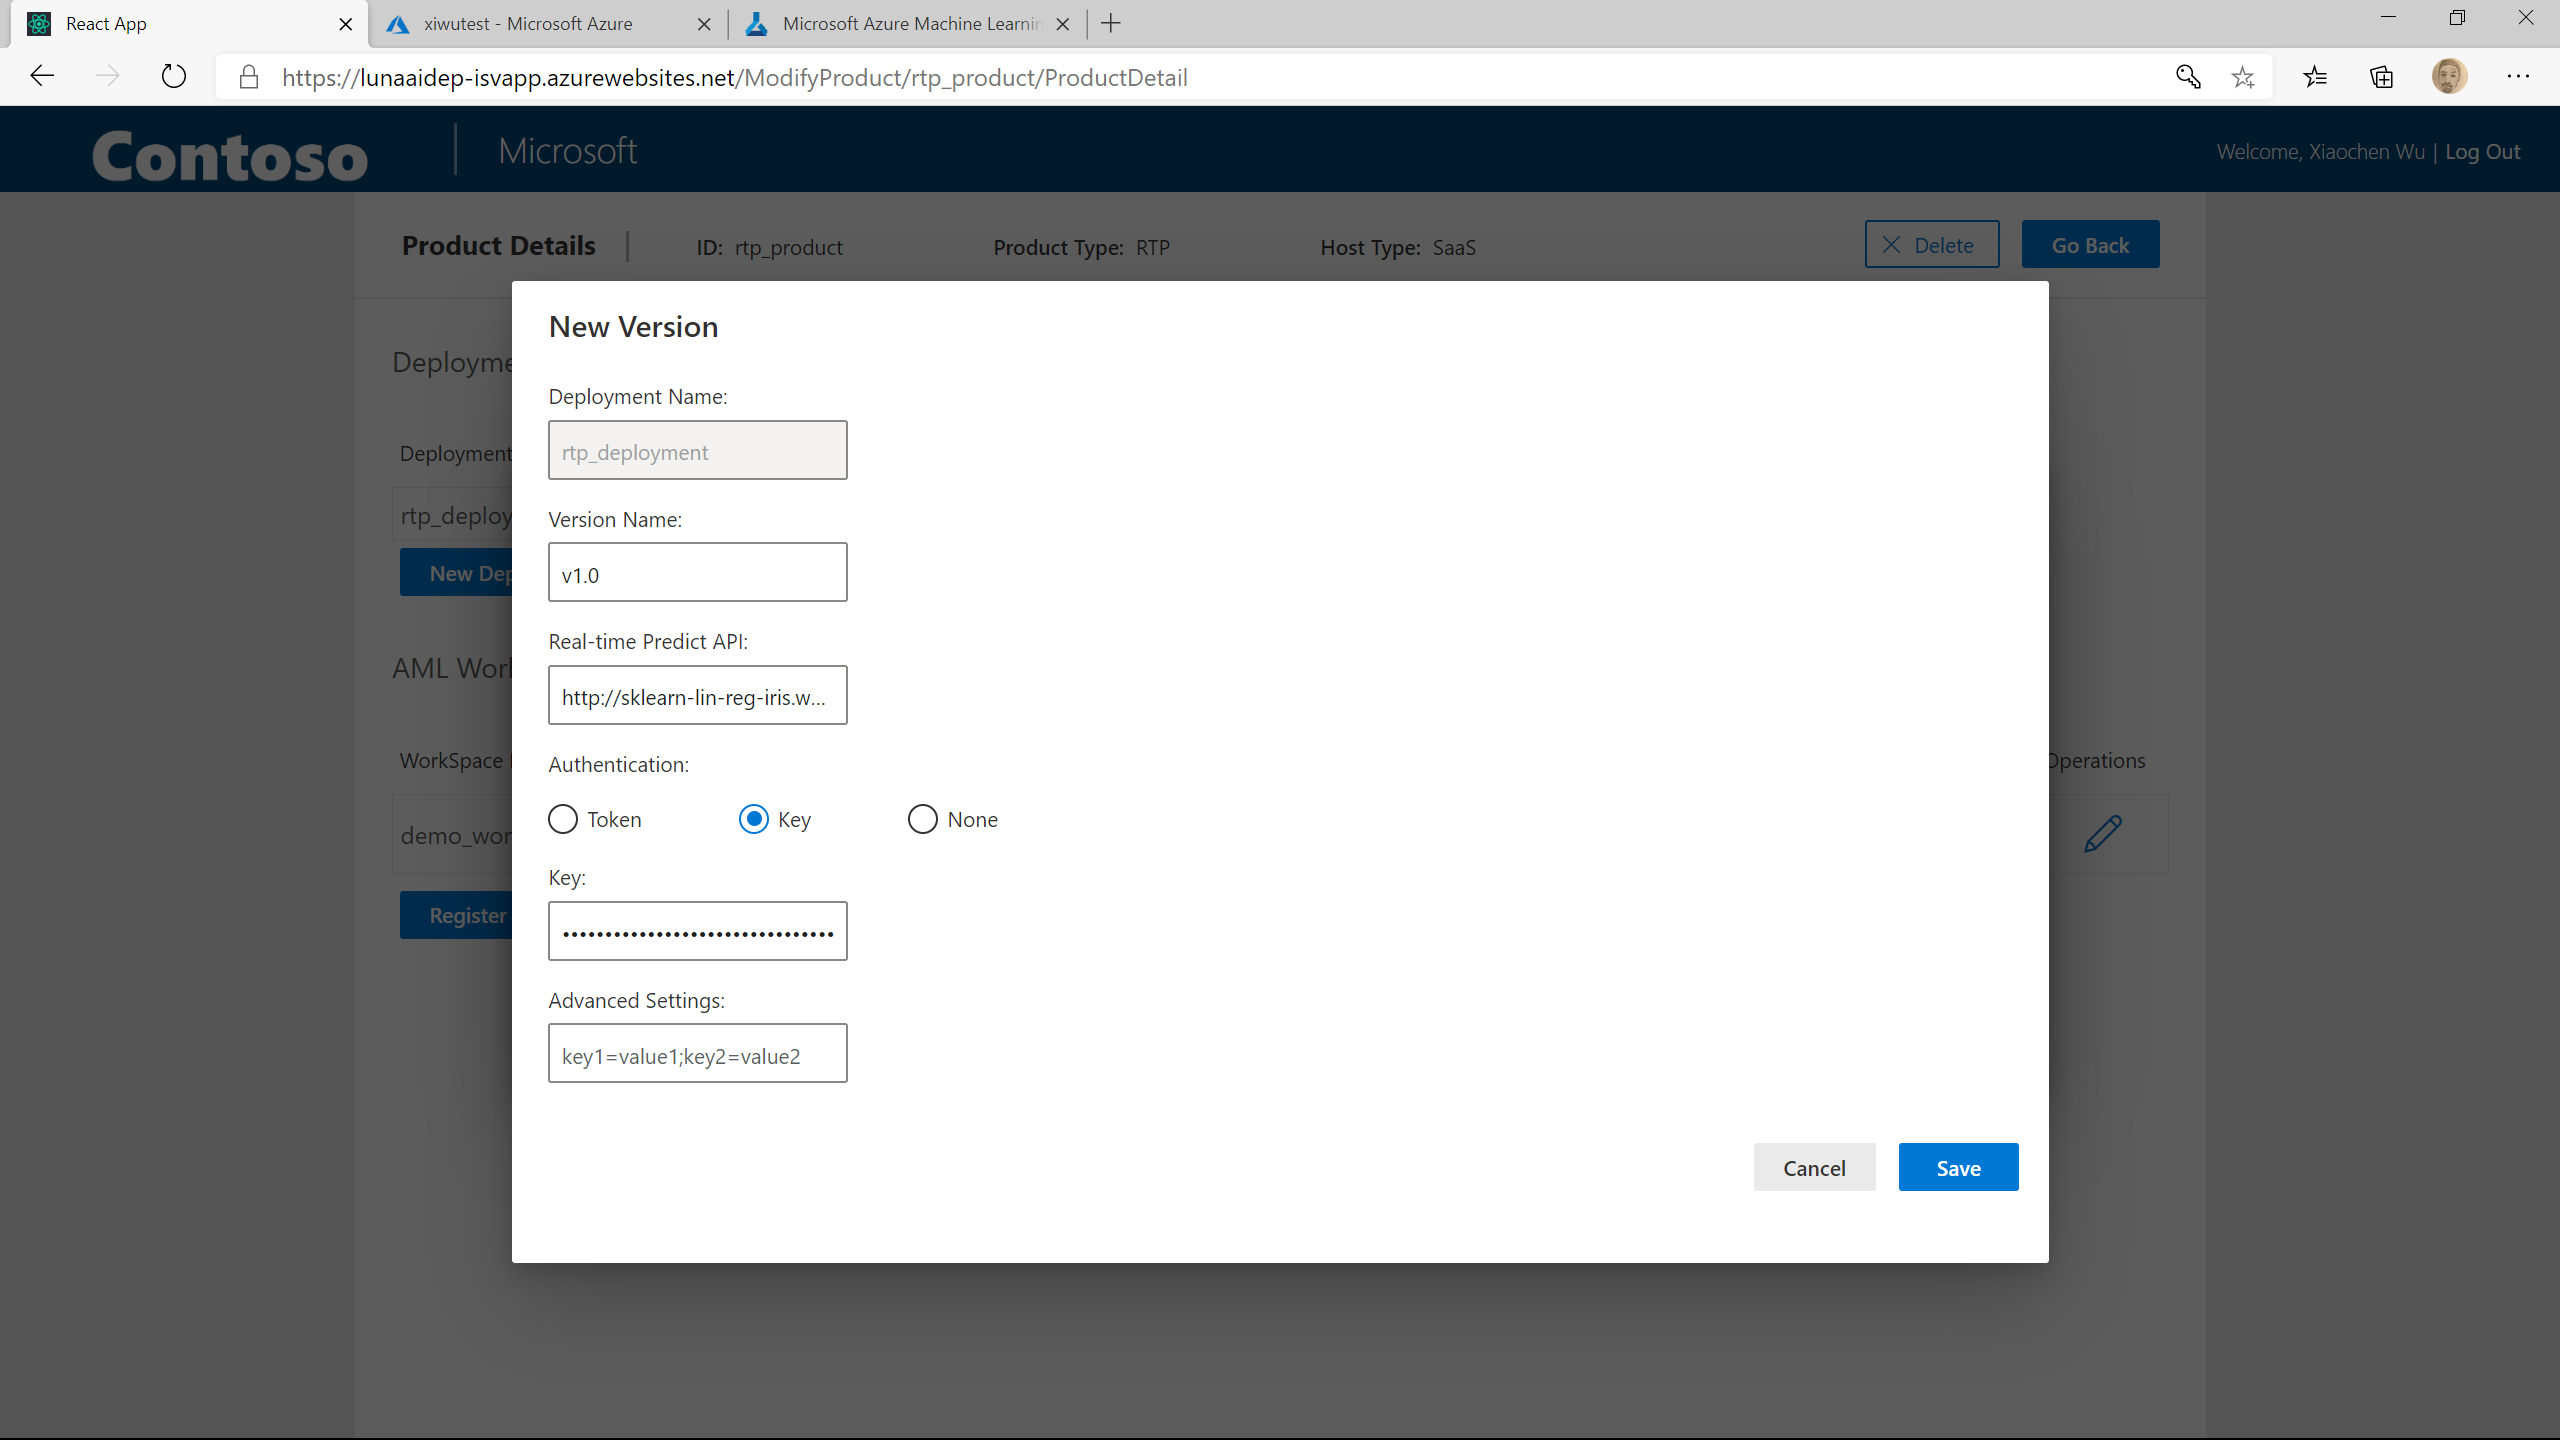 React App
xiwutest - Microsoft Azure
Microsoft Azure Machine Learnin
https://lunaaidep-isvapp.azurewebsites.net/ModifyProduct/rtp_product/ProductDetail
Contoso
Microsoft
Welcome, Xiaochen Wu | Log Out
Product Details
ID: rtp_product
Product Type: RTP
Host Type: SaaS
Delete
Go Back
New Version
Deployme
Deployment Name:
Deployment
rtp_deployment
rtp_deploy
Version Name:
v1.0
New Dep
Real-time Predict API:
AML Work
http://sklearn-lin-reg-iris.w...
Authentication:
WorkSpace
Operations
Token
Key
None
demo_wor
Key:
••••••••••••••••••••••••••••••••
Register
Advanced Settings:
key1=value1;key2=value2
Cancel
Save